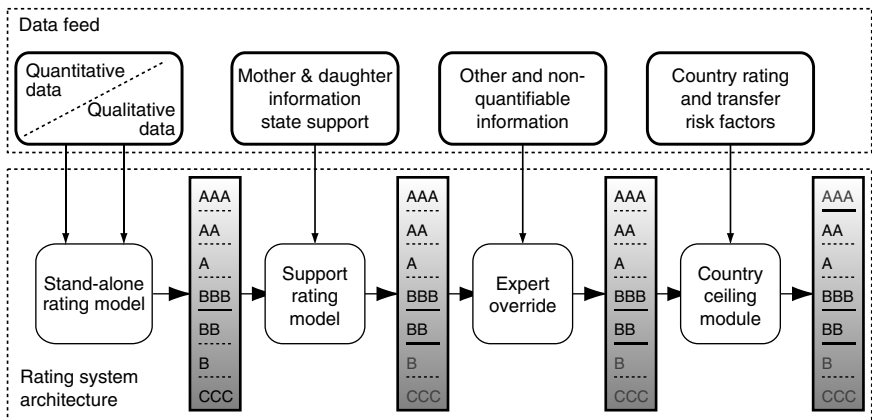 Data feed
Quantitative
data
Qualitative
data
Mother & daughter
information
state support
Other and non-
quantifiable
information
Country rating
and transfer
risk factors
Stand-alone
rating model
AAA
AA
A
BBB
BB
B
CCC
Support
rating
model
AAA
AA
A
BBB
BB
B
CCC
Expert
override
AAA
AA
A
BBB
BB
B
CCC
Country
ceiling
module
AAA
AA
A
BBB
BB
B
CCC
Rating system
architecture